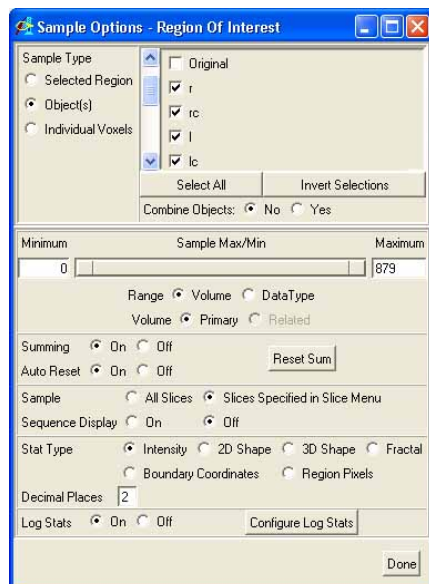 Sample Options - Region Of Interest
Sample Type
Selected Region
Object(s)
Individual Voxels
Original
r
rc
l
lc
Select All
Invert Selections
Combine Objects: No Yes
Minimum Sample Max/Min Maximum
0 879
Range Volume DataType
Volume Primary Related
Summing On Off
Reset Sum
Auto Reset On Off
Sample All Slices Slices Specified in Slice Menu
Sequence Display On Off
Stat Type Intensity 2D Shape 3D Shape Fractal
Boundary Coordinates Region Pixels
Decimal Places 2
Log Stats On Off Configure Log Stats
Done